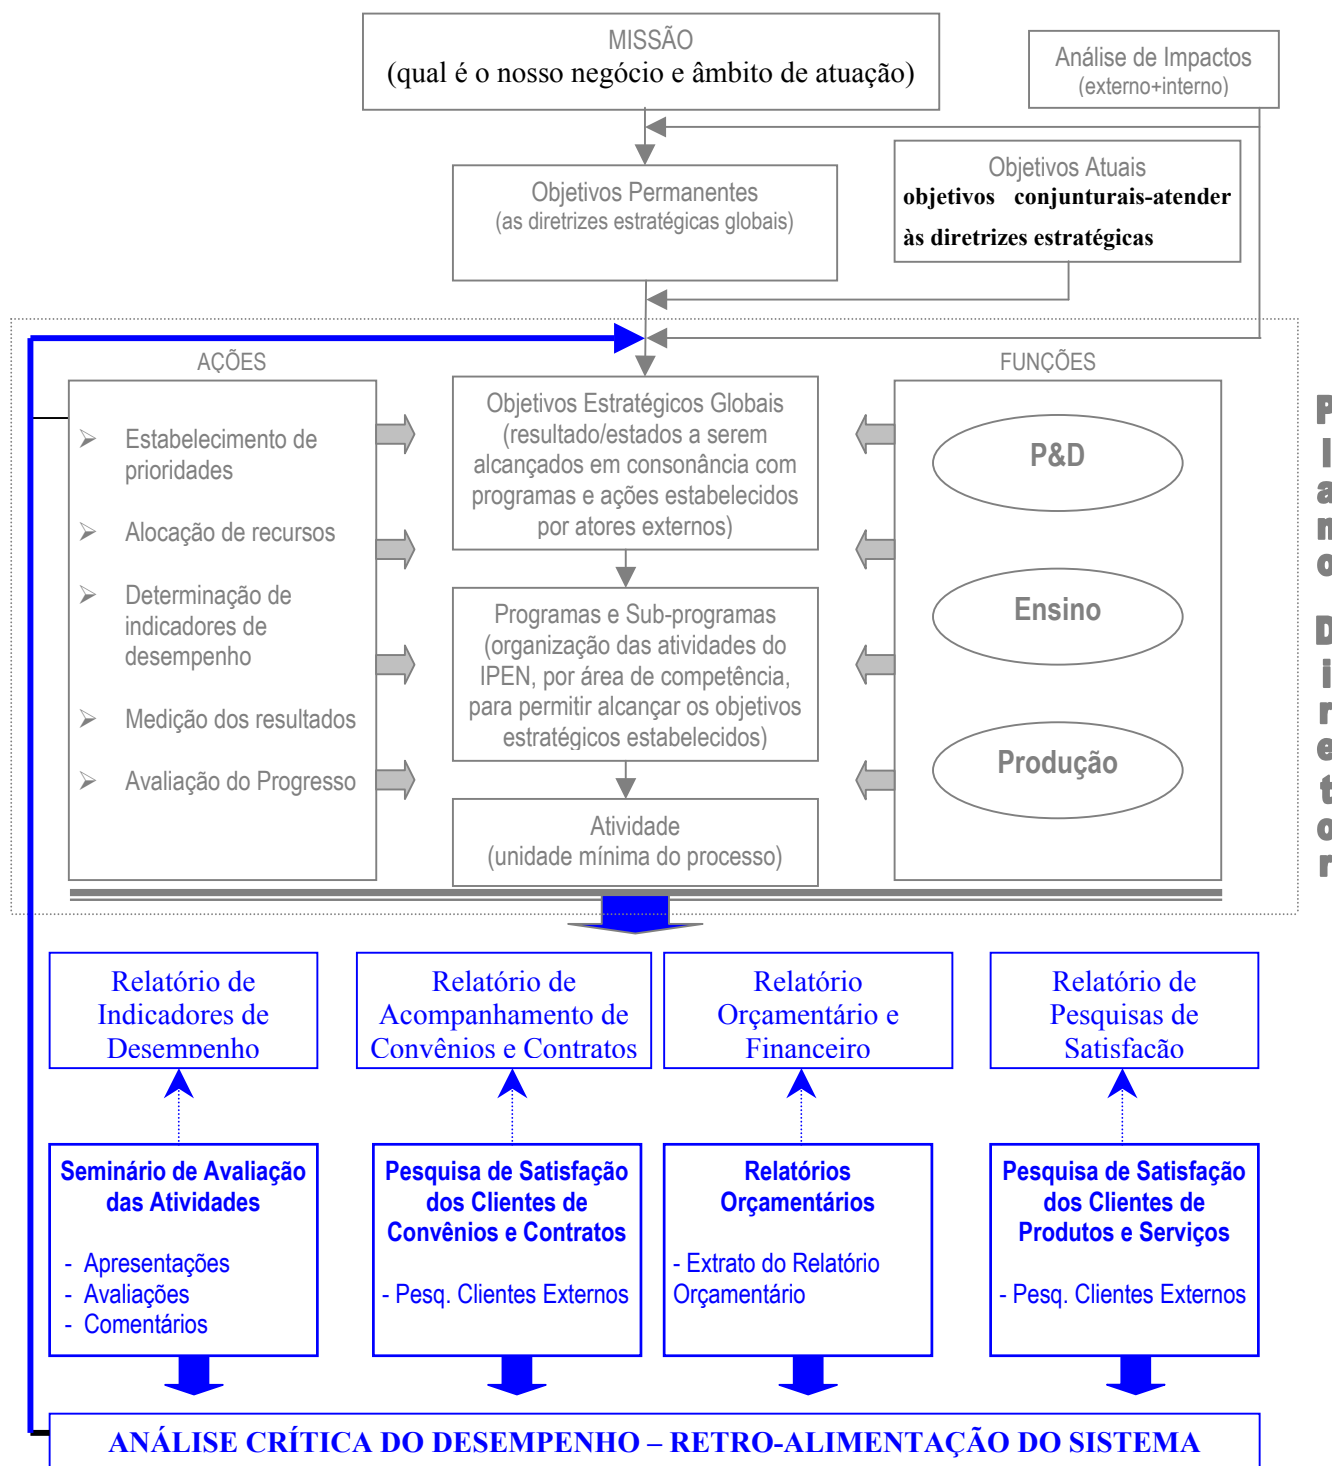 MISSÃO
(qual é o nosso negócio e âmbito de atuação)
Análise de Impactos
(externo+interno)
Objetivos Permanentes
(as diretrizes estratégicas globais)
Objetivos Atuais
objetivos conjunturais-atender
às diretrizes estratégicas
AÇÕES
Estabelecimento de
prioridades
Alocação de recursos
Determinação de
indicadores de
desempenho
Medição dos resultados
Avaliação do Progresso
Objetivos Estratégicos Globais
(resultado/estados a serem
alcançados em consonância com
programas e ações estabelecidos
por atores externos)
Programas e Sub-programas
(organização das atividades do
IPEN, por área de competência,
para permitir alcançar os objetivos
estratégicos estabelecidos)
Atividade
(unidade mínima do processo)
FUNÇÕES
P&D
Ensino
Produção
Plano Diretor
Relatório de
Indicadores de
Desempenho
Relatório de
Acompanhamento de
Convênios e Contratos
Relatório
Orçamentário e
Financeiro
Relatório de
Pesquisas de
Satisfação
Seminário de Avaliação
das Atividades
- Apresentações
- Avaliações
- Comentários
Pesquisa de Satisfação
dos Clientes de
Convênios e Contratos
- Pesq. Clientes Externos
Relatórios
Orçamentários
- Extrato do Relatório
Orçamentário
Pesquisa de Satisfação
dos Clientes de
Produtos e Serviços
- Pesq. Clientes Externos
ANÁLISE CRÍTICA DO DESEMPENHO – RETRO-ALIMENTAÇÃO DO SISTEMA